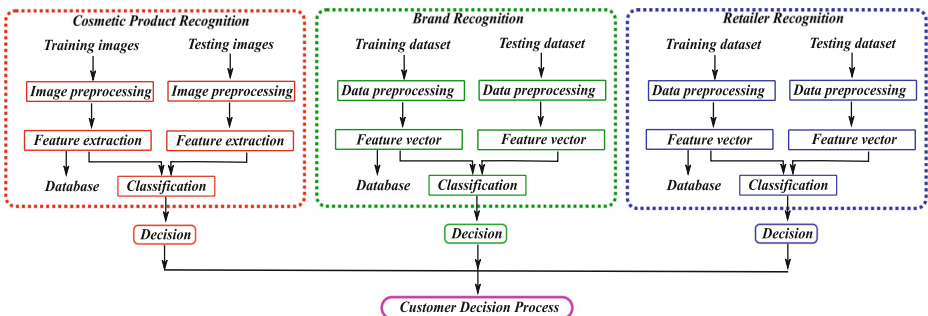 Cosmetic Product Recognition
Training images
Testing images
Image preprocessing
Image preprocessing
Feature extraction
Feature extraction
Database
Classification
Decision
Brand Recognition
Training dataset
Testing dataset
Data preprocessing
Data preprocessing
Feature vector
Feature vector
Database
Classification
Decision
Retailer Recognition
Training dataset
Testing dataset
Data preprocessing
Data preprocessing
Feature vector
Feature vector
Database
Classification
Decision
Customer Decision Process